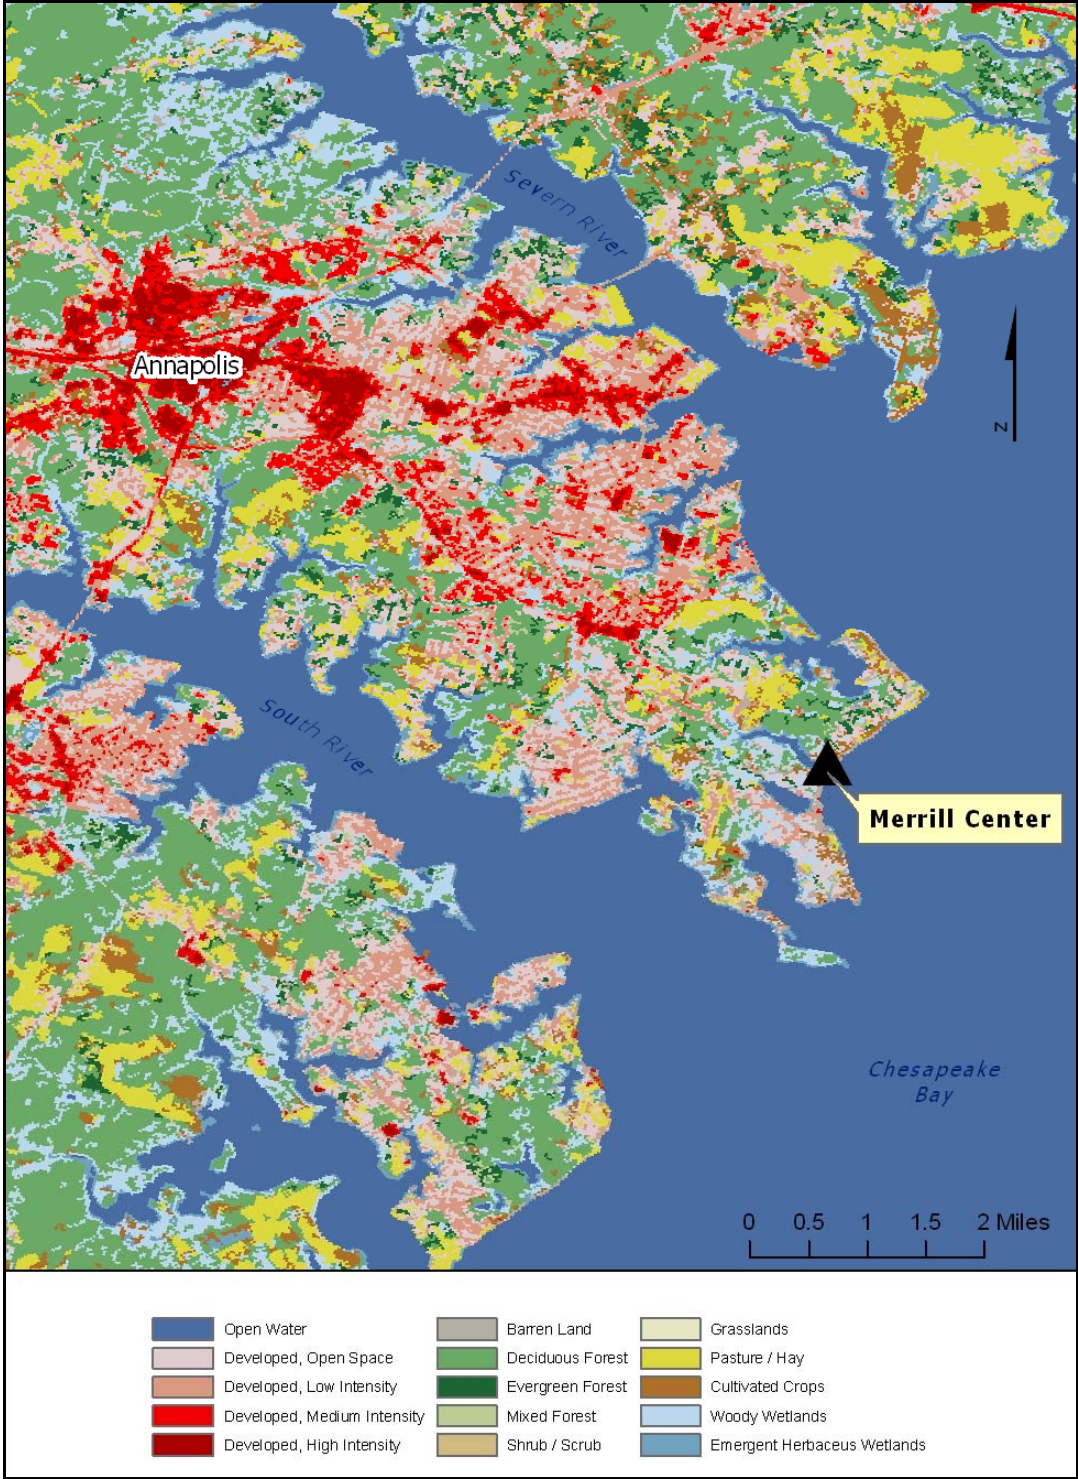 Severn River
Annapolis
N
South River
Merrill Center
Chesapeake
Bay
0 0.5 1 1.5 2 Miles
Open Water
Developed, Open Space
Developed, Low Intensity
Developed, Medium Intensity
Developed, High Intensity
Barren Land
Deciduous Forest
Evergreen Forest
Mixed Forest
Shrub / Scrub
Grasslands
Pasture / Hay
Cultivated Crops
Woody Wetlands
Emergent Herbaceus Wetlands